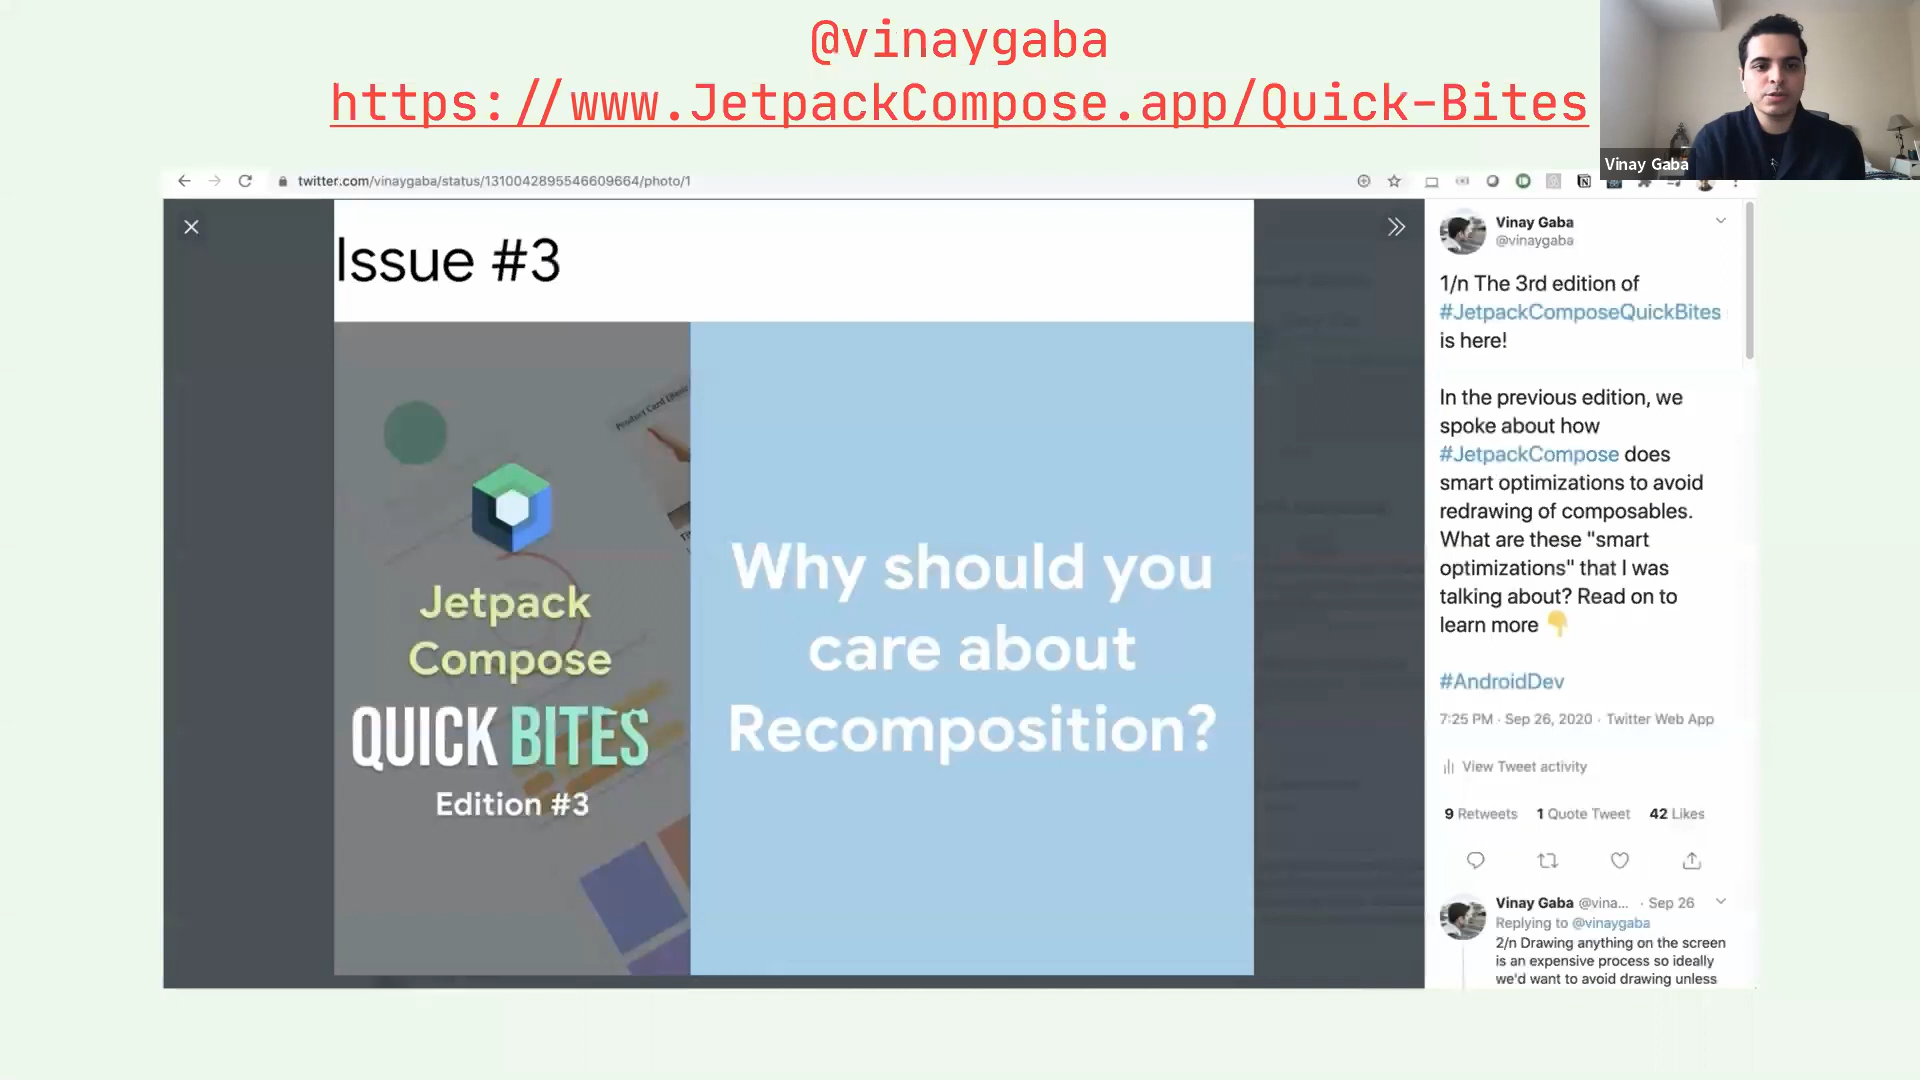 @vinaygaba
https://www.JetpackCompose.app/Quick-Bites
Vinay Gaba
twitter.com/vinaygaba/status/1310042895546609664/photo/1
Issue #3
Product Card (Basic
Jetpack
Compose
QUICK BITES
Edition #3
Why should you
care about
Recomposition?
Vinay Gaba
@vinaygaba
1/n The 3rd edition of
#JetpackComposeQuickBites
is here!
In the previous edition, we
spoke about how
#JetpackCompose does
smart optimizations to avoid
redrawing of composables.
What are these "smart
optimizations" that I was
talking about? Read on to
learn more 👇
#AndroidDev
7:25 PM · Sep 26, 2020 · Twitter Web App
View Tweet activity
9 Retweets 1 Quote Tweet 42 Likes
Vinay Gaba @vina... · Sep 26
Replying to @vinaygaba
2/n Drawing anything on the screen
is an expensive process so ideally
we'd want to avoid drawing unless